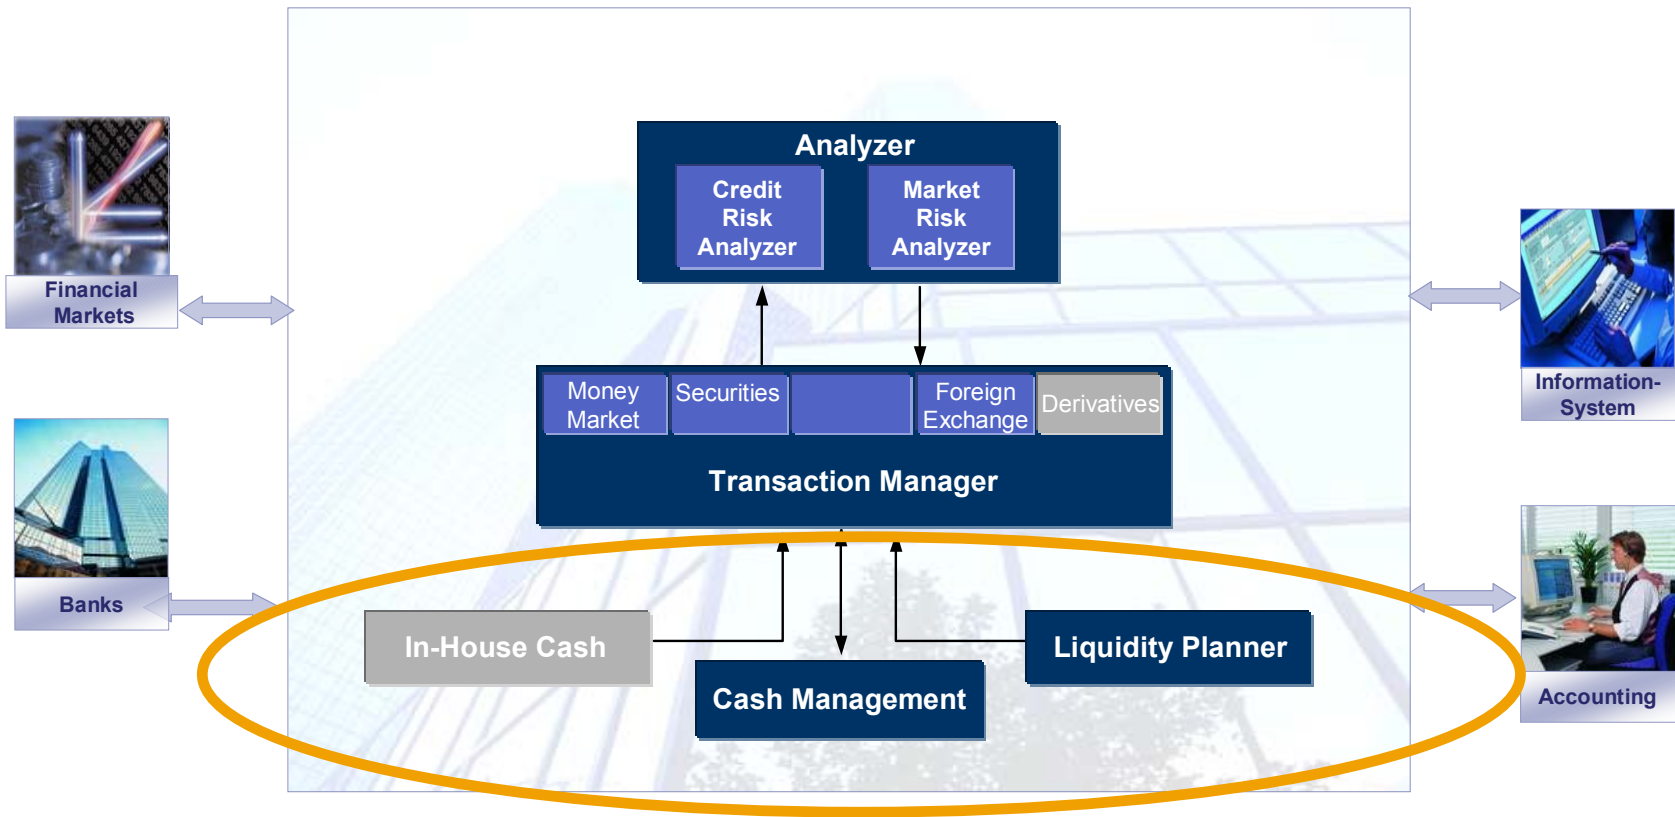 Analyzer
Credit
Risk
Analyzer
Market
Risk
Analyzer
Financial
Markets
Information-
System
Money
Market
Securities
Foreign
Exchange
Derivatives
Transaction Manager
Banks
In-House Cash
Cash Management
Liquidity Planner
Accounting